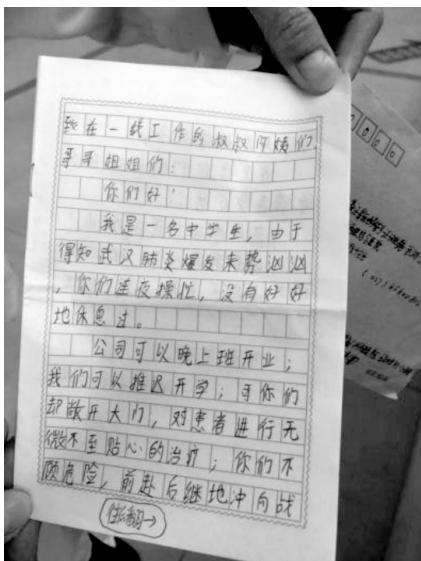 致在一线工作的叔叔阿姨们
哥哥姐姐们：
你们好！
我是一名中学生，由于
得知武汉肺炎爆发来势汹汹
，你们连夜操忙，没有好好
地休息过。
公司可以晚上班开业；
我们可以推迟开学；可你们
却敞开大门，对患者进行无
微不至贴心的治疗；你们不
顾危险，前赴后继地冲向战